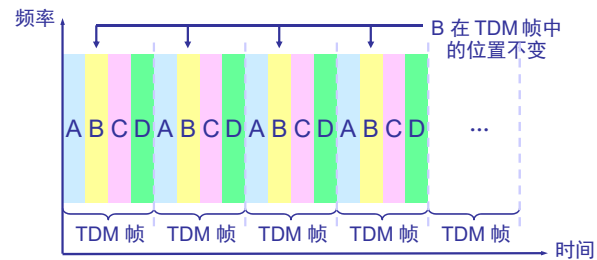 频率
B 在 TDM 帧中
的位置不变
A B C D A B C D A B C D A B C D ...
TDM 帧 TDM 帧 TDM 帧 TDM 帧 TDM 帧
时间